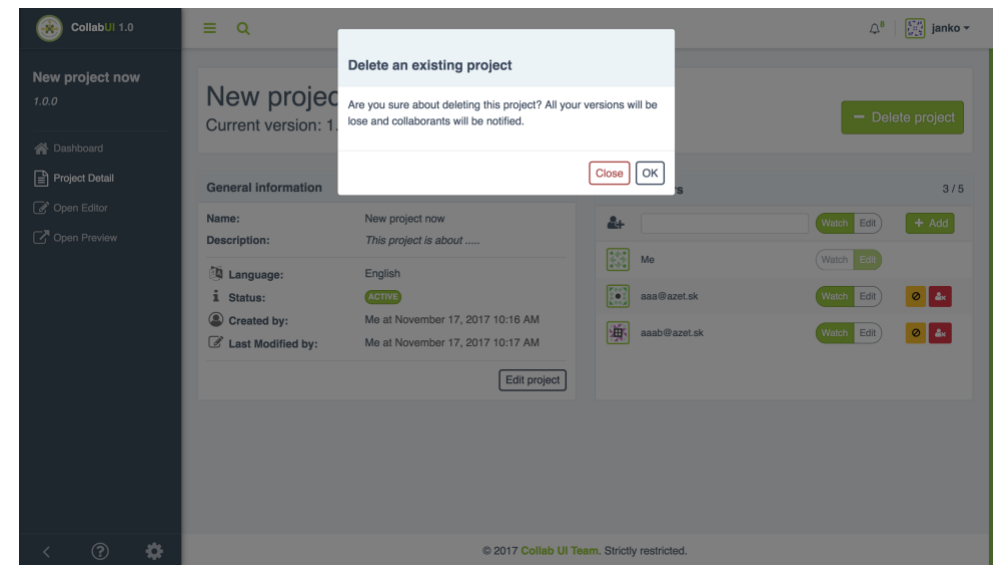 CollabUI 1.0
8
janko
New project now
1.0.0
Dashboard
Project Detail
Open Editor
Open Preview
Delete an existing project
Are you sure about deleting this project? All your versions will be
lose and collaborants will be notified.
Close OK
New projec
Current version: 1.
Delete project
General information
Name: New project now
Description: This project is about .....
Language: English
Status: ACTIVE
Created by: Me at November 17, 2017 10:16 AM
Last Modified by: Me at November 17, 2017 10:17 AM
Edit project
rs 3 / 5
Watch Edit + Add
Me Watch Edit
aaa@azet.sk Watch Edit
aaab@azet.sk Watch Edit
© 2017 Collab UI Team. Strictly restricted.